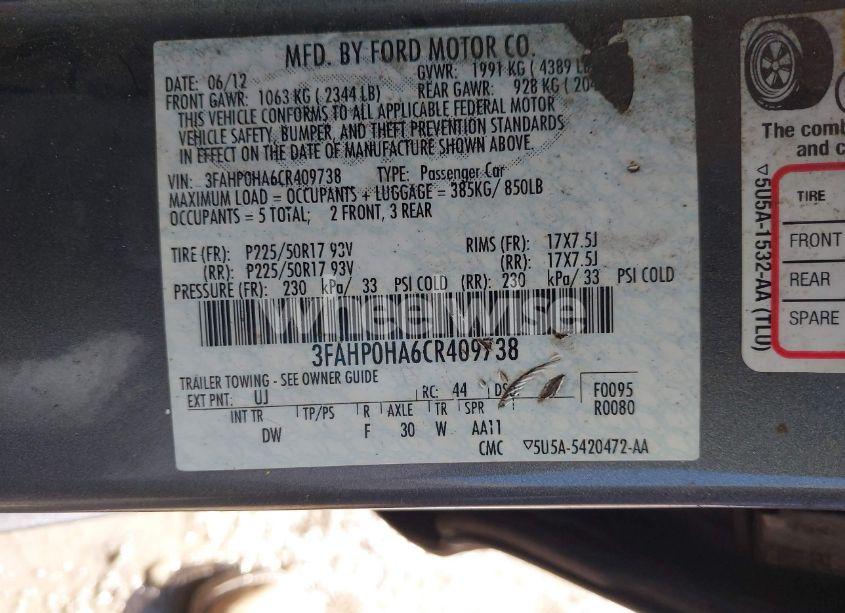 MFD. BY FORD MOTOR CO.
DATE: 06/12
GVWR: 1991 KG ( 4389 LB
FRONT GAWR: 1063 KG ( 2344 LB)
REAR GAWR: 928 KG ( 204
THIS VEHICLE CONFORMS TO ALL APPLICABLE FEDERAL MOTOR
VEHICLE SAFETY, BUMPER, AND THEFT PREVENTION STANDARDS
IN EFFECT ON THE DATE OF MANUFACTURE SHOWN ABOVE.
VIN: 3FAHP0HA6CR409738 TYPE: Passenger Car
MAXIMUM LOAD = OCCUPANTS + LUGGAGE = 385KG/ 850LB
OCCUPANTS = 5 TOTAL; 2 FRONT, 3 REAR
TIRE (FR): P225/50R17 93V RIMS (FR): 17X7.5J
(RR): P225/50R17 93V (RR): 17X7.5J
PRESSURE (FR): 230 kPa/ 33 PSI COLD (RR): 230 kPa/ 33 PSI COLD
Wheelwise
3FAHP0HA6CR409738
TRAILER TOWING - SEE OWNER GUIDE
EXT PNT: UJ RC: 44 DS
F0095
R0080
INT TR TP/PS R AXLE TR SPR
DW F 30 W AA11
CMC ▽5U5A-5420472-AA
The comb
and c
▽5U5A-1532-AA (TLU)
TIRE
FRONT
REAR
SPARE